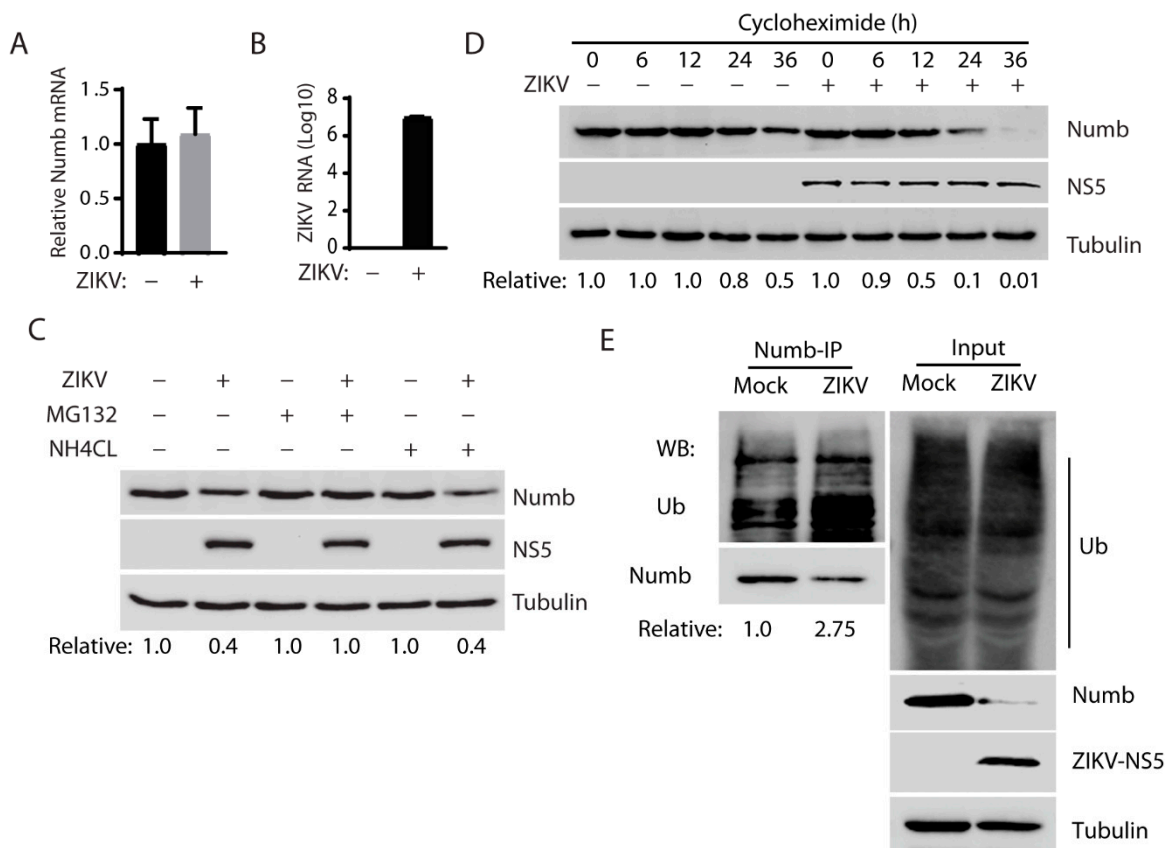 A
Relative Numb mRNA
1.5
1.0
0.5
0.0
ZIKV: – +
B
ZIKV RNA (Log10)
8
6
4
2
0
ZIKV: – +
C
ZIKV – + – + – +
MG132 – – + + – –
NH4CL – – – – + +
Numb
NS5
Tubulin
Relative: 1.0 0.4 1.0 1.0 1.0 0.4
D
Cycloheximide (h)
0 6 12 24 36 0 6 12 24 36
ZIKV – – – – – + + + + +
Numb
NS5
Tubulin
Relative: 1.0 1.0 1.0 0.8 0.5 1.0 0.9 0.5 0.1 0.01
E
Numb-IP
Mock ZIKV
WB:
Ub
Numb
Relative: 1.0 2.75
Input
Mock ZIKV
Ub
Numb
ZIKV-NS5
Tubulin